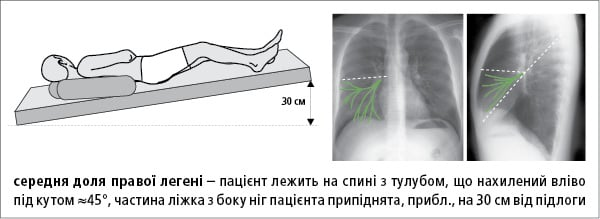 30 см
середня доля правої легені – пацієнт лежить на спині з тулубом, що нахилений вліво
під кутом ≈45°, частина ліжка з боку ніг пацієнта припіднята, прибл., на 30 см від підлоги